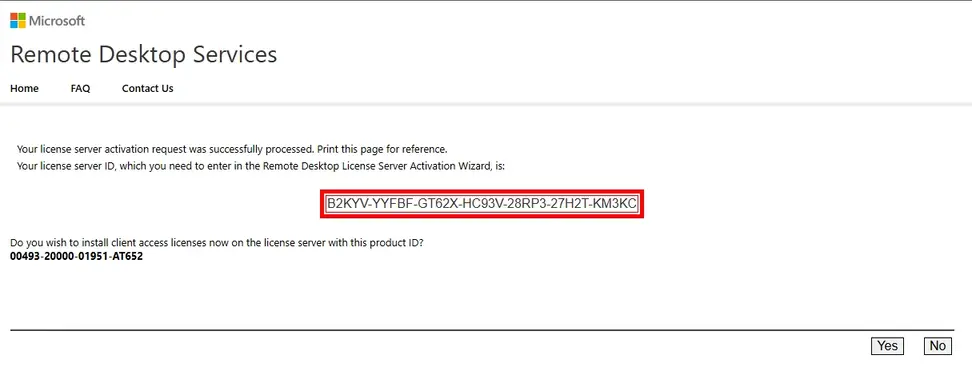 Microsoft
Remote Desktop Services
Home FAQ Contact Us
Your license server activation request was successfully processed. Print this page for reference.
Your license server ID, which you need to enter in the Remote Desktop License Server Activation Wizard, is:
B2KYV-YYFBF-GT62X-HC93V-28RP3-27H2T-KM3KC
Do you wish to install client access licenses now on the license server with this product ID?
00493-20000-01951-AT652
Yes No